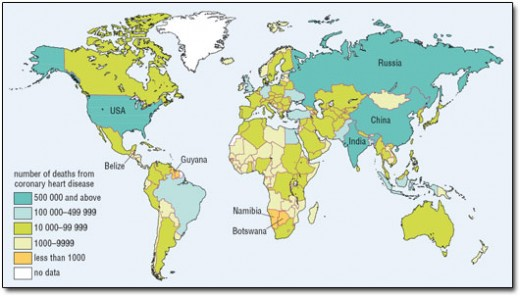 Russia
USA
China
India
Belize
Guyana
Namibia
Botswana
number of deaths from
coronary heart disease
500 000 and above
100 000–499 999
10 000–99 999
1000–9999
less than 1000
no data